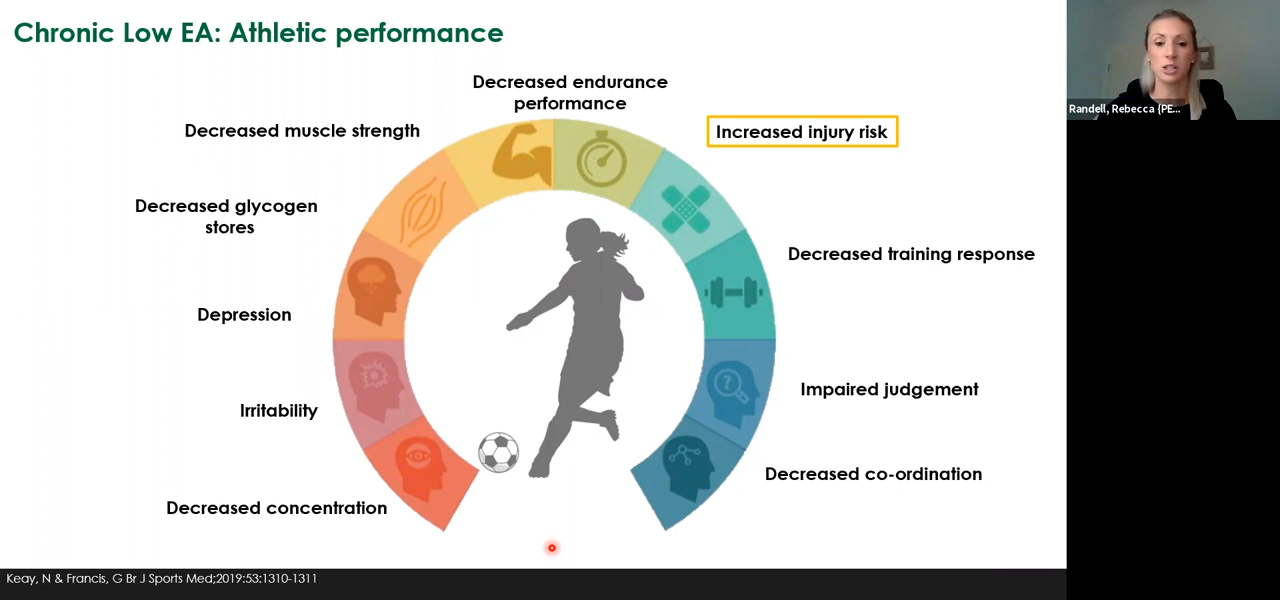 Chronic Low EA: Athletic performance
Decreased endurance
performance
Decreased muscle strength
Increased injury risk
Decreased glycogen
stores
Decreased training response
Depression
Impaired judgement
Irritability
Decreased co-ordination
Decreased concentration
?
Randell, Rebecca {PE...
Keay, N & Francis, G Br J Sports Med;2019:53:1310-1311